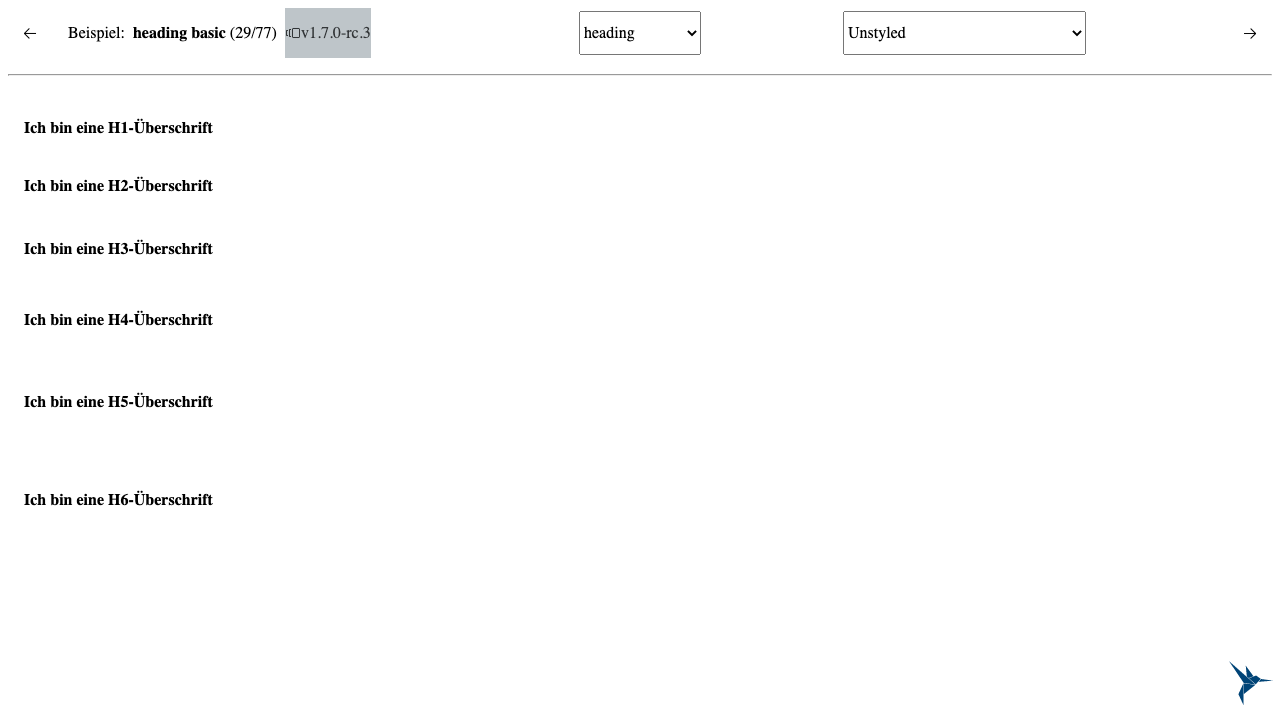 Beispiel: heading basic (29/77) v1.7.0-rc.3 heading Unstyled
Ich bin eine H1-Überschrift
Ich bin eine H2-Überschrift
Ich bin eine H3-Überschrift
Ich bin eine H4-Überschrift
Ich bin eine H5-Überschrift
Ich bin eine H6-Überschrift